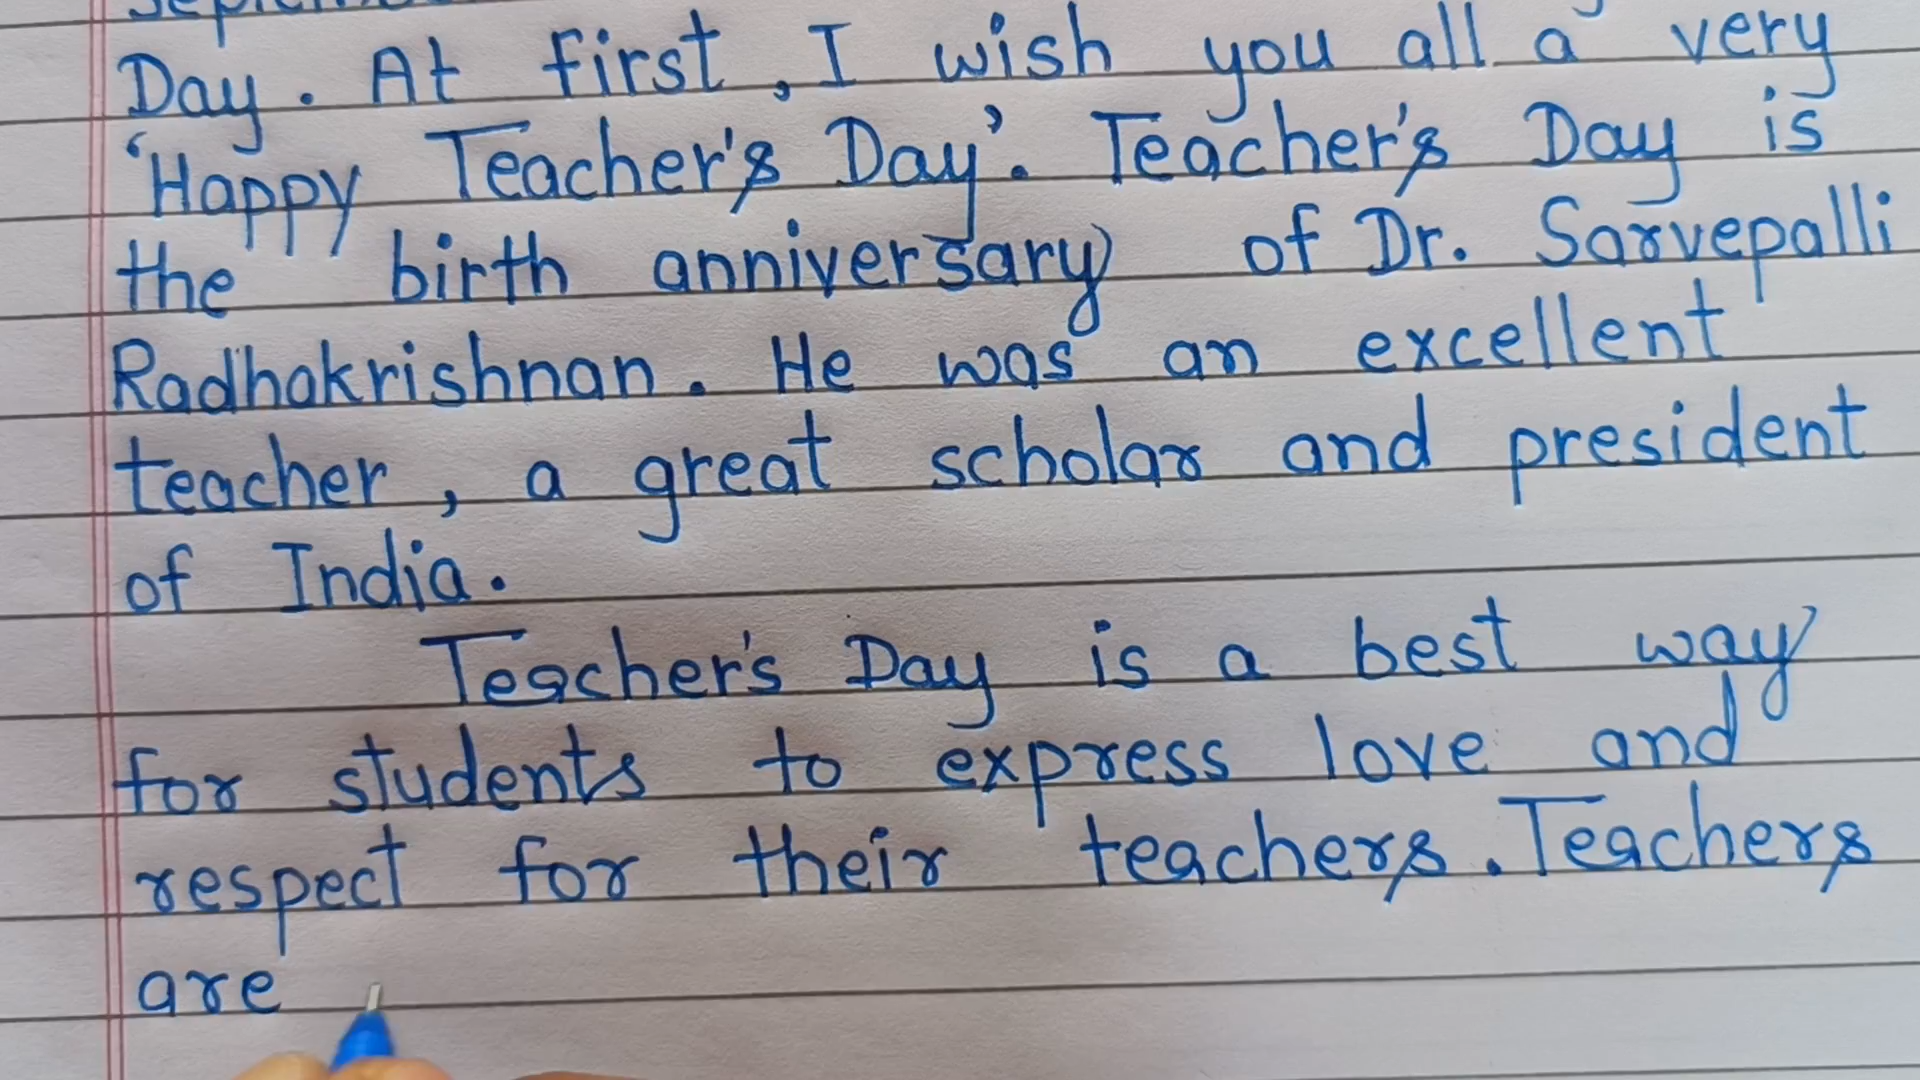 Day. At first, I wish you all a very
'Happy Teacher's Day'. Teacher's Day is
the birth anniversary of Dr. Sarvepalli
Radhakrishnan. He was an excellent
teacher, a great scholar and president
of India.
Teacher's Day is a best way
for students to express love and
respect for their teachers. Teachers
are